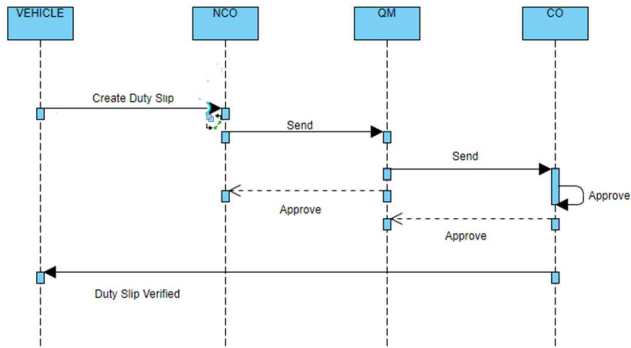 VEHICLE
NCO
QM
CO
Create Duty Slip
Send
Send
Approve
Approve
Approve
Duty Slip Verified